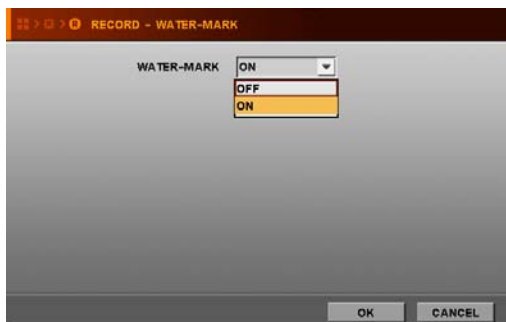 RECORD - WATER-MARK
WATER-MARK ON
OFF
ON
OK CANCEL